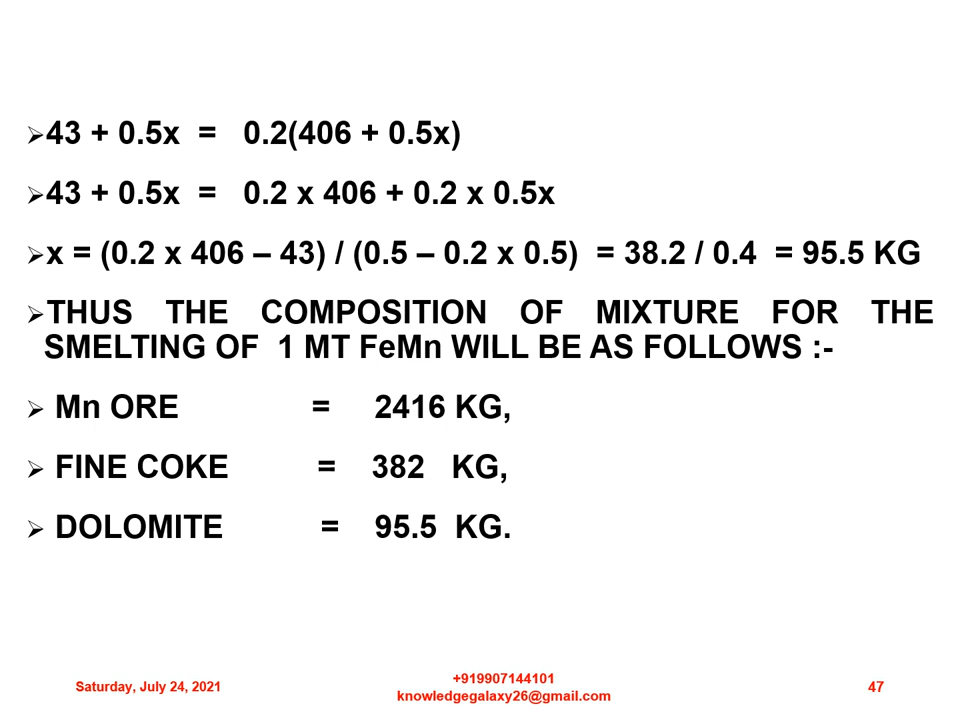 ➢43 + 0.5x = 0.2(406 + 0.5x)
➢43 + 0.5x = 0.2 x 406 + 0.2 x 0.5x
➢x = (0.2 x 406 – 43) / (0.5 – 0.2 x 0.5) = 38.2 / 0.4 = 95.5 KG
➢THUS THE COMPOSITION OF MIXTURE FOR THE
SMELTING OF 1 MT FeMn WILL BE AS FOLLOWS :-
➢ Mn ORE = 2416 KG,
➢ FINE COKE = 382 KG,
➢ DOLOMITE = 95.5 KG.
Saturday, July 24, 2021
+919907144101
knowledgegalaxy26@gmail.com
47